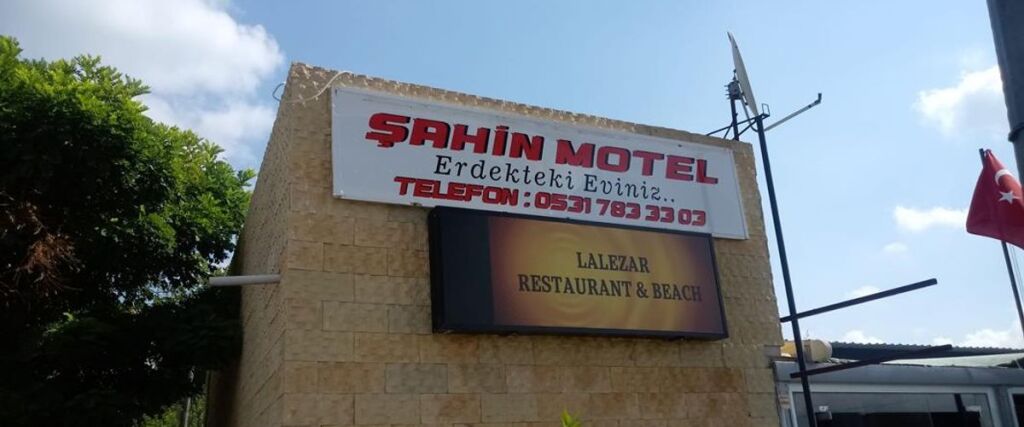 ŞAHİN MOTEL
Erdekteki Eviniz..
TELEFON : 0531 783 33 03
LALEZAR
RESTAURANT & BEACH